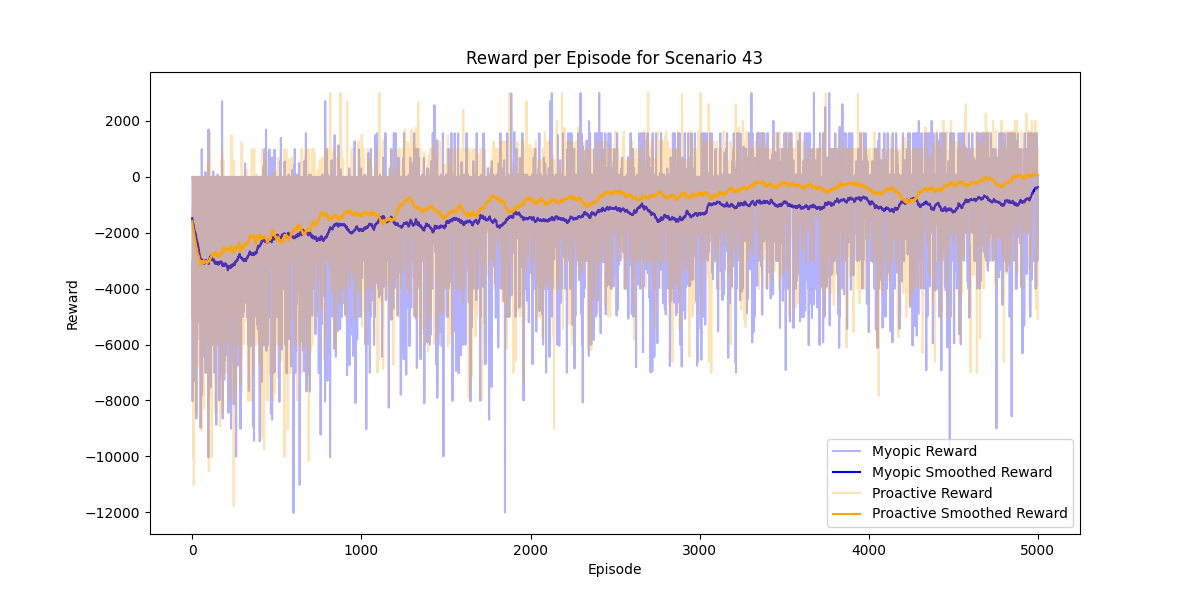 Reward per Episode for Scenario 43
2000
0
−2000
−4000
−6000
−8000
−10000
−12000
Reward
0 1000 2000 3000 4000 5000
Episode
Myopic Reward
Myopic Smoothed Reward
Proactive Reward
Proactive Smoothed Reward